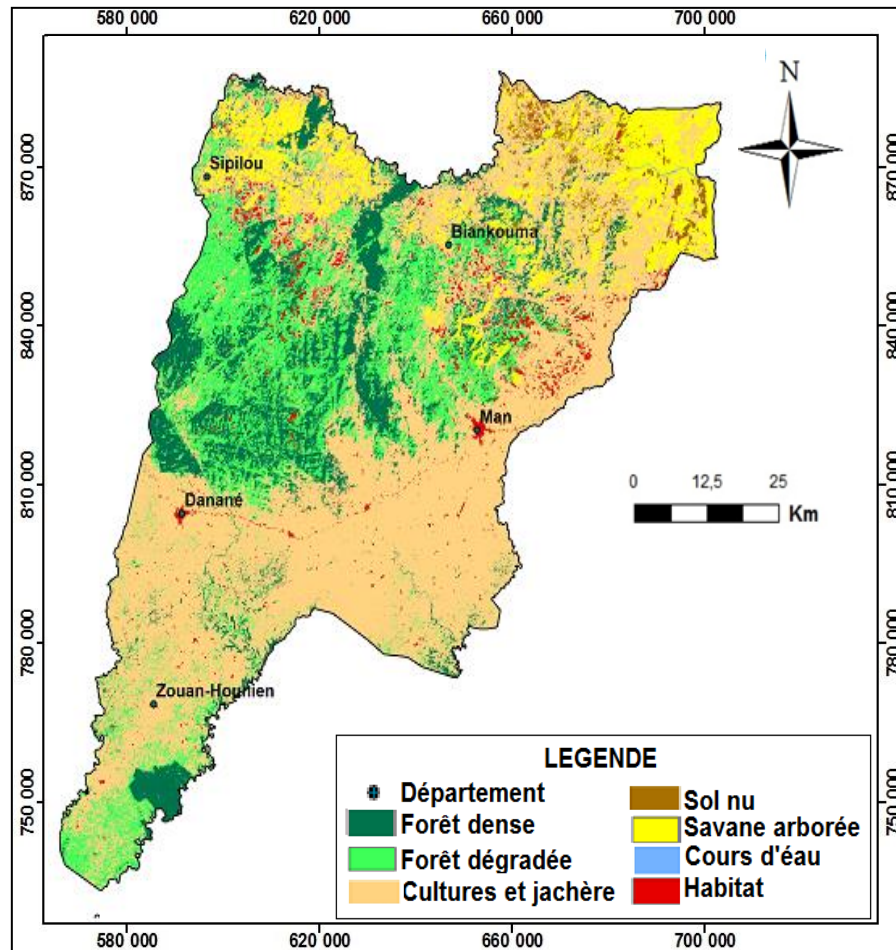 580 000 620 000 660 000 700 000
N
870 000 870 000
Sipilou
Biankouma
840 000 840 000
Man
810 000 810 000
0 12,5 25
Km
Danané
780 000 780 000
Zouan-Hounien
LEGENDE
Département
Forêt dense
Forêt dégradée
Cultures et jachère
Sol nu
Savane arborée
Cours d'éau
Habitat
750 000 750 000
580 000 620 000 660 000 700 000